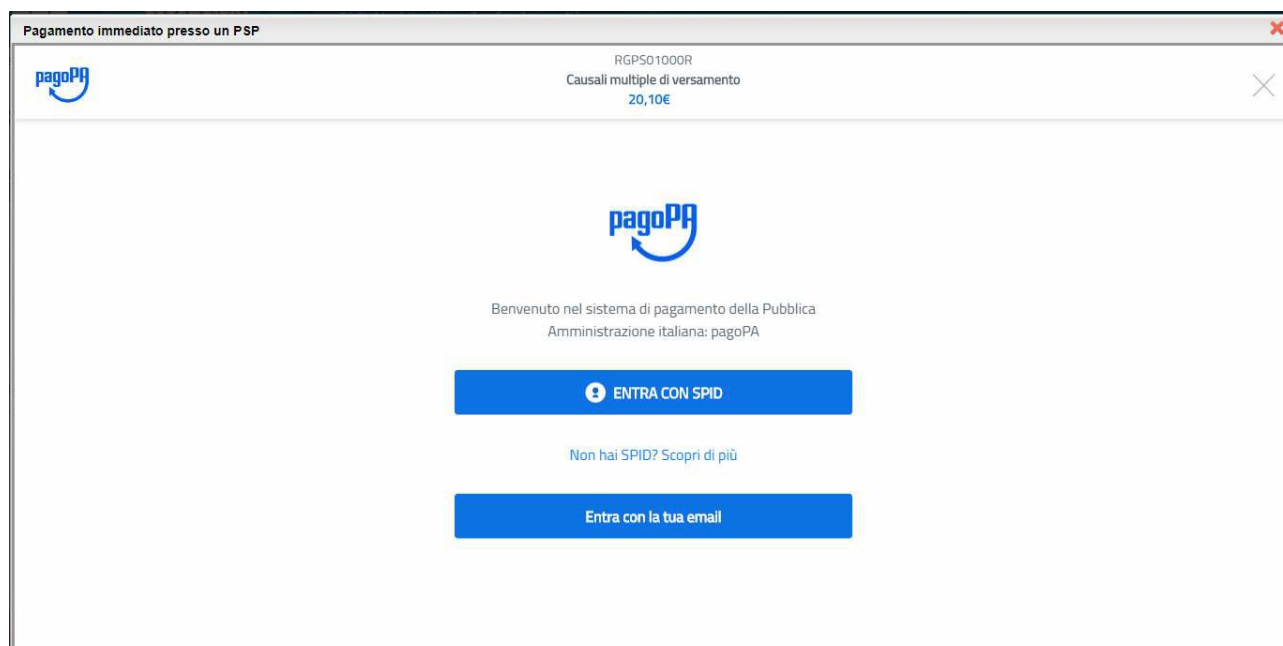 Pagamento immediato presso un PSP
pagoPA
RGPS01000R
Causali multiple di versamento
20,10€
pagoPA
Benvenuto nel sistema di pagamento della Pubblica
Amministrazione italiana: pagoPA
ENTRA CON SPID
Non hai SPID? Scopri di più
Entra con la tua email